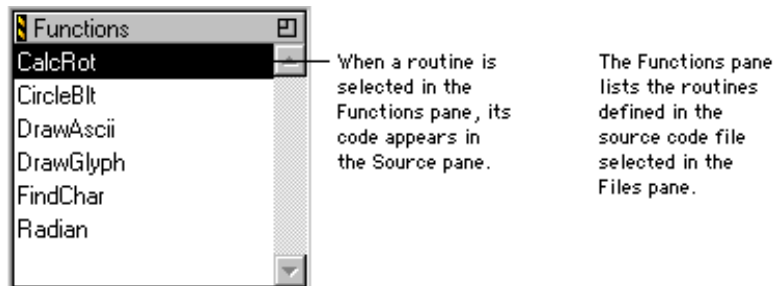 Functions
CalcRot
CircleBlt
DrawAscii
DrawGlyph
FindChar
Radian
When a routine is
selected in the
Functions pane, its
code appears in
the Source pane.
The Functions pane
lists the routines
defined in the
source code file
selected in the
Files pane.